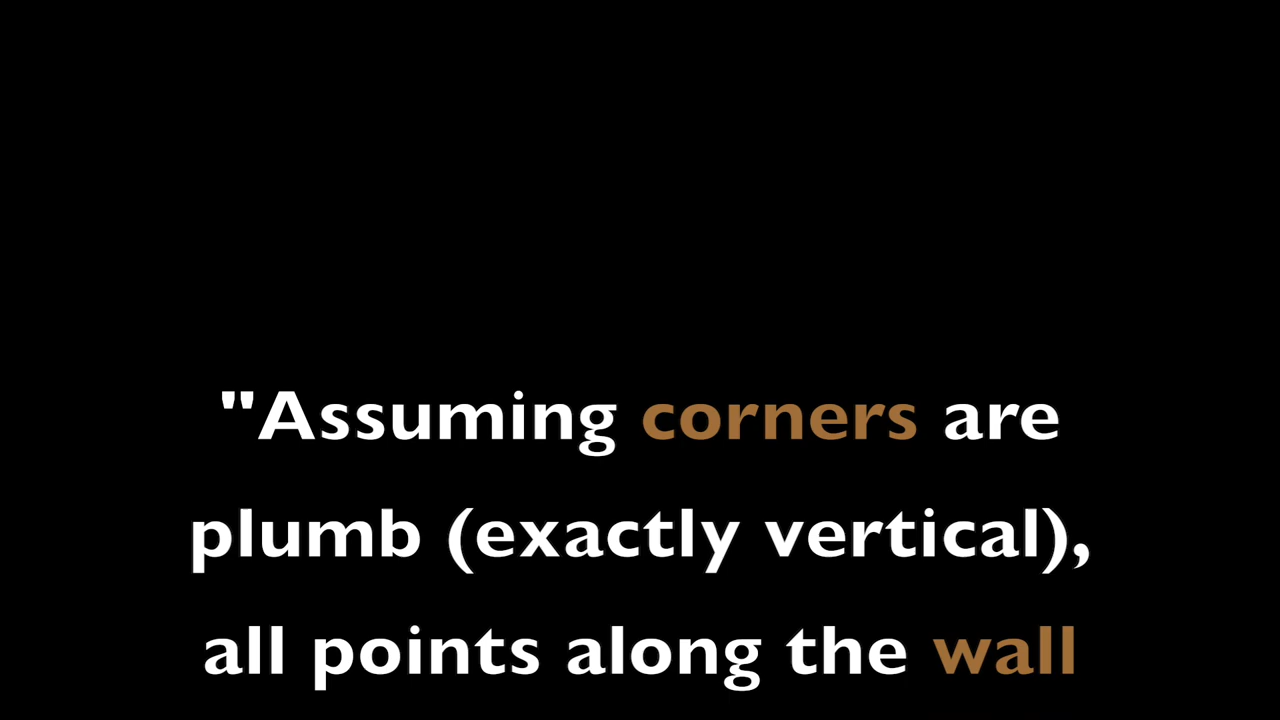 "Assuming corners are
plumb (exactly vertical),
all points along the wall